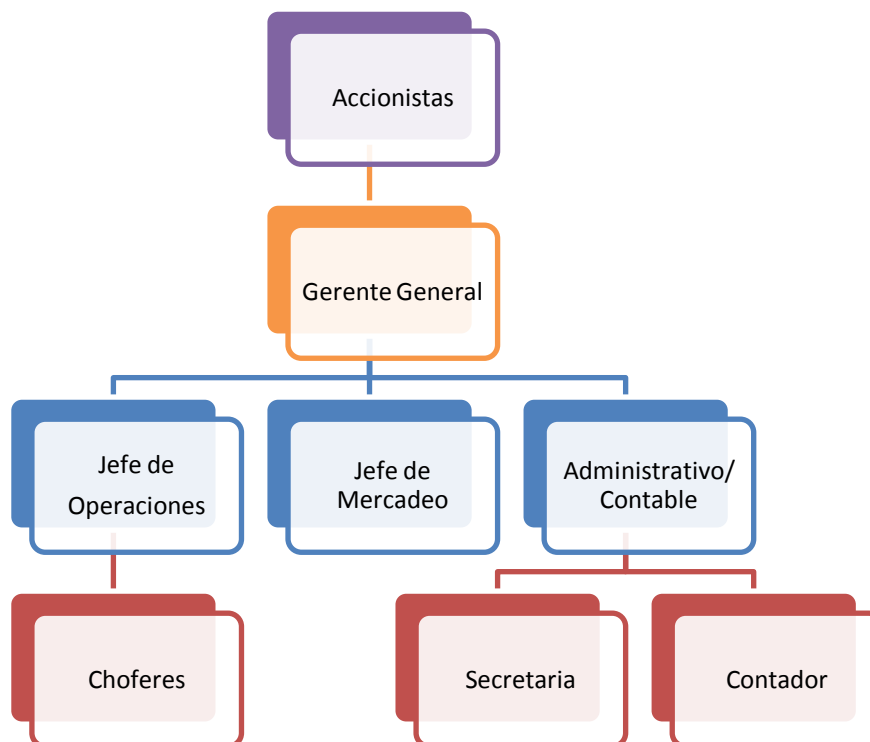 Accionistas
Gerente General
Jefe de
Operaciones
Jefe de
Mercadeo
Administrativo/
Contable
Choferes
Secretaria
Contador